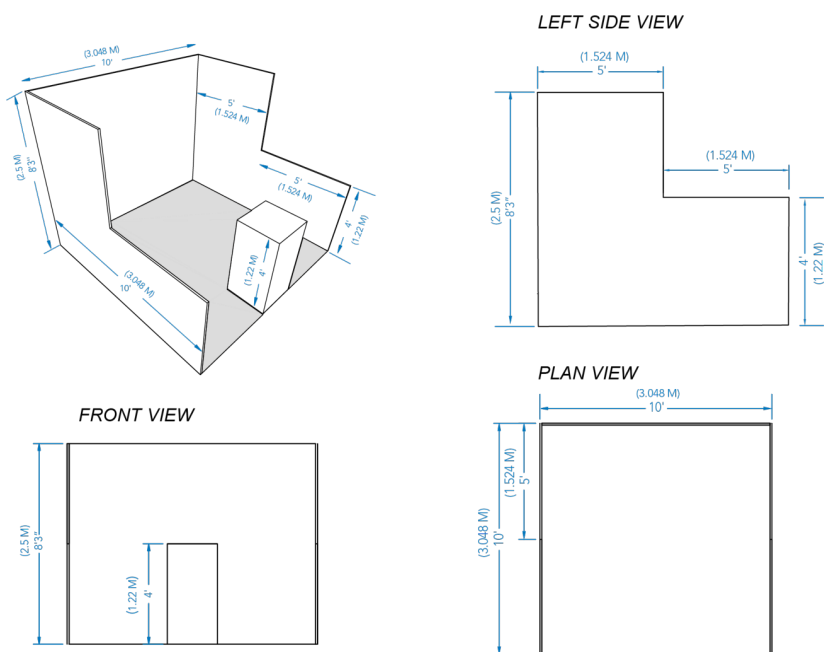 LEFT SIDE VIEW
(3.048 M)
10'
5'
(1.524 M)
5'
(1.524 M)
(2.5 M)
8'3"
4'
(1.22 M)
(1.22 M)
4'
(3.048 M)
10'
(1.524 M)
5'
(1.524 M)
5'
(2.5 M)
8'3"
4'
(1.22 M)
FRONT VIEW
(2.5 M)
8'3"
(1.22 M)
4'
PLAN VIEW
(3.048 M)
10'
(1.524 M)
5'
(3.048 M)
10'